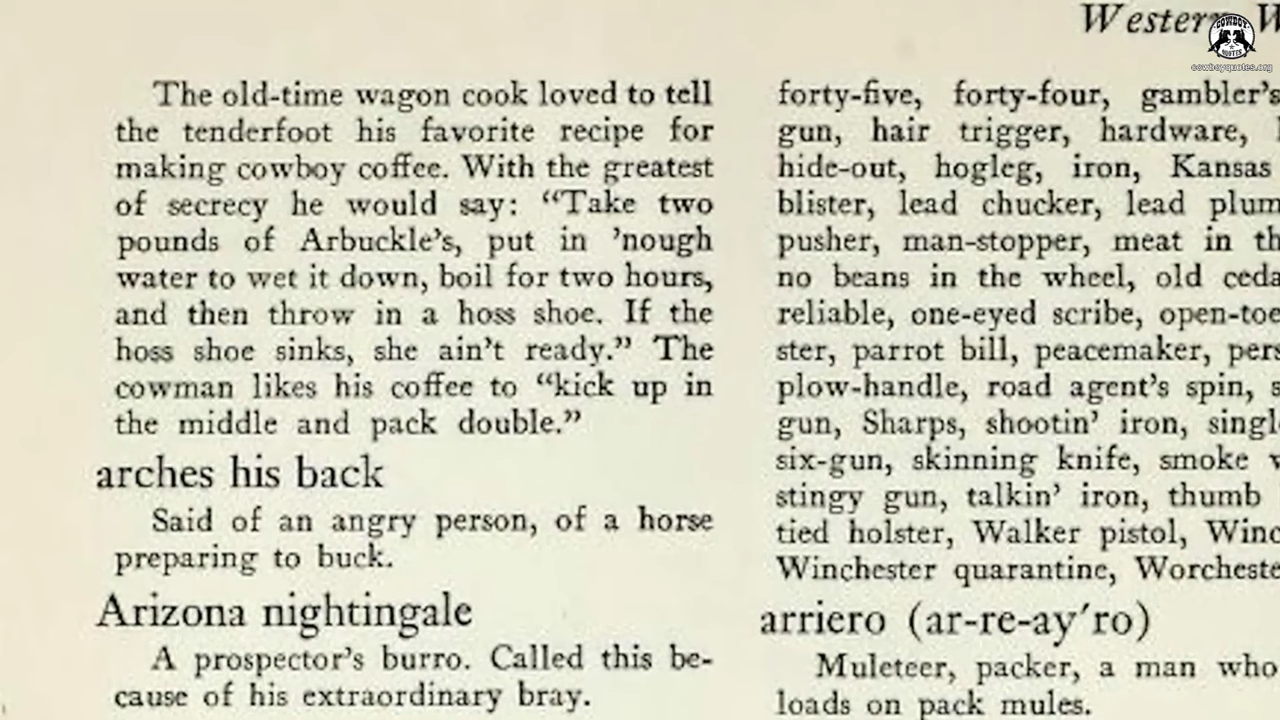 Western
COWBOY
QUOTES
cowboyquotes.org
The old-time wagon cook loved to tell
the tenderfoot his favorite recipe for
making cowboy coffee. With the greatest
of secrecy he would say: “Take two
pounds of Arbuckle’s, put in ’nough
water to wet it down, boil for two hours,
and then throw in a hoss shoe. If the
hoss shoe sinks, she ain’t ready.” The
cowman likes his coffee to “kick up in
the middle and pack double.”
arches his back
Said of an angry person, of a horse
preparing to buck.
Arizona nightingale
A prospector’s burro. Called this be-
cause of his extraordinary bray.
forty-five, forty-four, gambler’s
gun, hair trigger, hardware,
hide-out, hogleg, iron, Kansas
blister, lead chucker, lead plum
pusher, man-stopper, meat in th
no beans in the wheel, old ceda
reliable, one-eyed scribe, open-toe
ster, parrot bill, peacemaker, pers
plow-handle, road agent’s spin, s
gun, Sharps, shootin’ iron, singl
six-gun, skinning knife, smoke w
stingy gun, talkin’ iron, thumb
tied holster, Walker pistol, Winc
Winchester quarantine, Worcheste
arriero (ar-re-ay′ro)
Muleteer, packer, a man who
loads on pack mules.